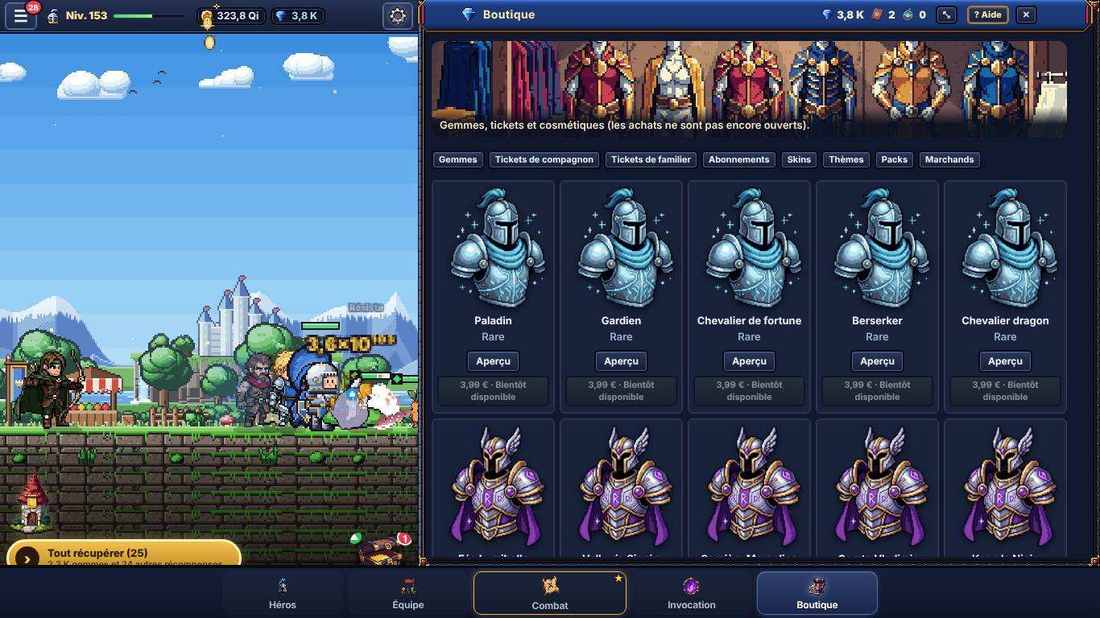 28
Niv. 153
323,8 Qi
3,8 K
Boutique
3,8 K
2
0
? Aide
Gemmes, tickets et cosmétiques (les achats ne sont pas encore ouverts).
Gemmes
Tickets de compagnon
Tickets de familier
Abonnements
Skins
Thèmes
Packs
Marchands
Paladin
Rare
Aperçu
3,99 € · Bientôt
disponible
Gardien
Rare
Aperçu
3,99 € · Bientôt
disponible
Chevalier de fortune
Rare
Aperçu
3,99 € · Bientôt
disponible
Berserker
Rare
Aperçu
3,99 € · Bientôt
disponible
Chevalier dragon
Rare
Aperçu
3,99 € · Bientôt
disponible
Tout récupérer (25)
1
Héros
Équipe
Combat
Invocation
Boutique